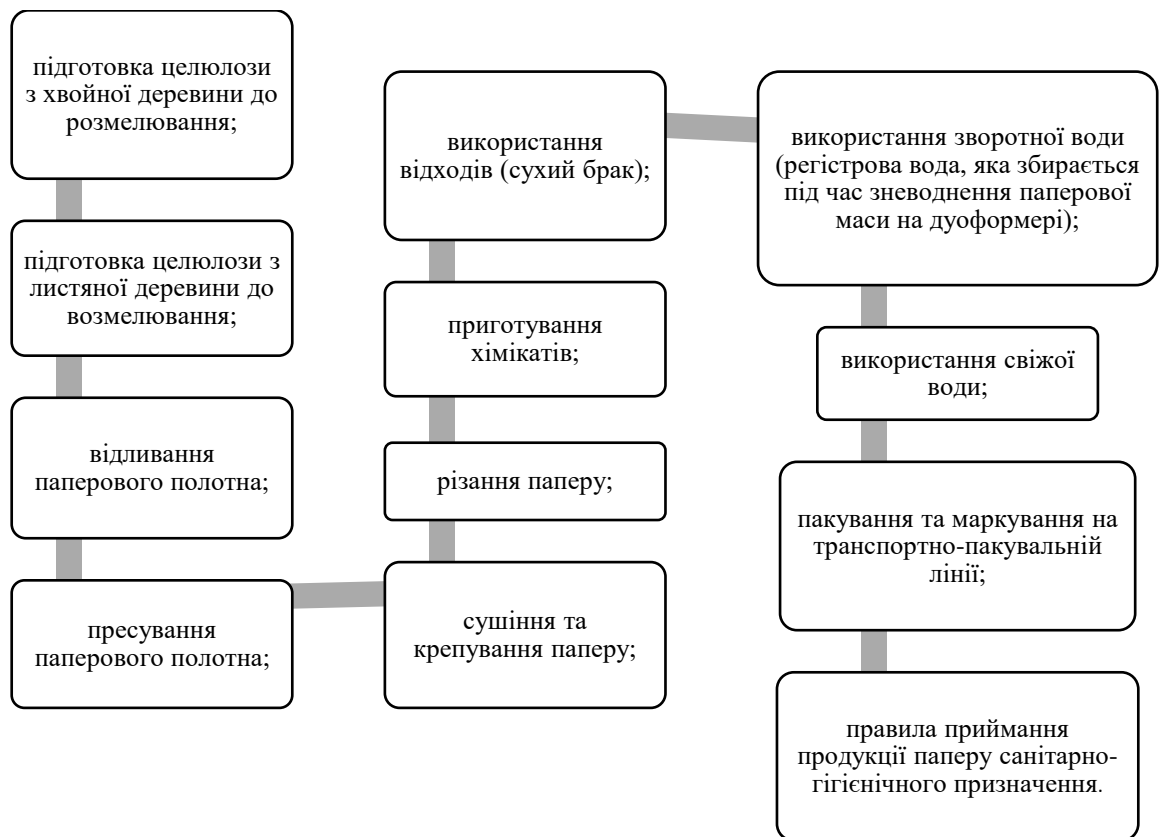 підготовка целюлози
з хвойної деревини до
розмелювання;
підготовка целюлози з
листяної деревини до
возмелювання;
відливання
паперового полотна;
пресування
паперового полотна;
сушіння та
крепування паперу;
різання паперу;
приготування
хімікатів;
використання
відходів (сухий брак);
використання зворотної води
(регістрова вода, яка збирається
під час зневоднення паперової
маси на дуоформері);
використання свіжої
води;
пакування та маркування на
транспортно-пакувальній
лінії;
правила приймання
продукції паперу санітарно-
гігієнічного призначення.